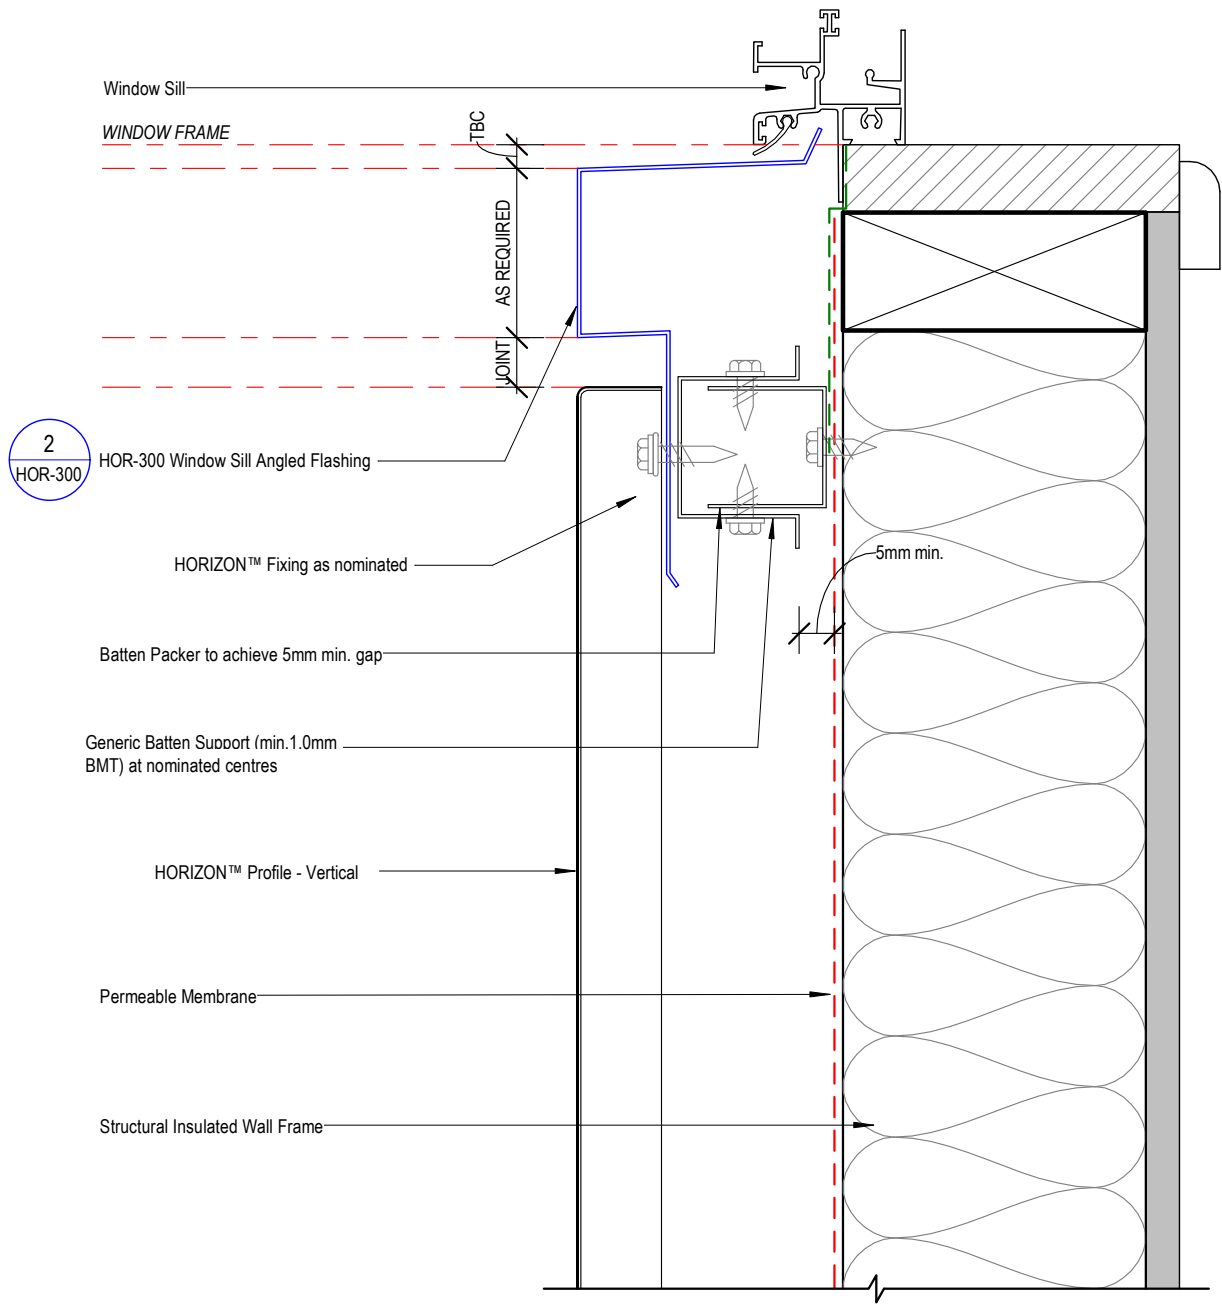 Window Sill
WINDOW FRAME
TBC
AS REQUIRED
JOINT
2
HOR-300
HOR-300 Window Sill Angled Flashing
5mm min.
HORIZON™ Fixing as nominated
Batten Packer to achieve 5mm min. gap
Generic Batten Support (min.1.0mm
BMT) at nominated centres
HORIZON™ Profile - Vertical
Permeable Membrane
Structural Insulated Wall Frame